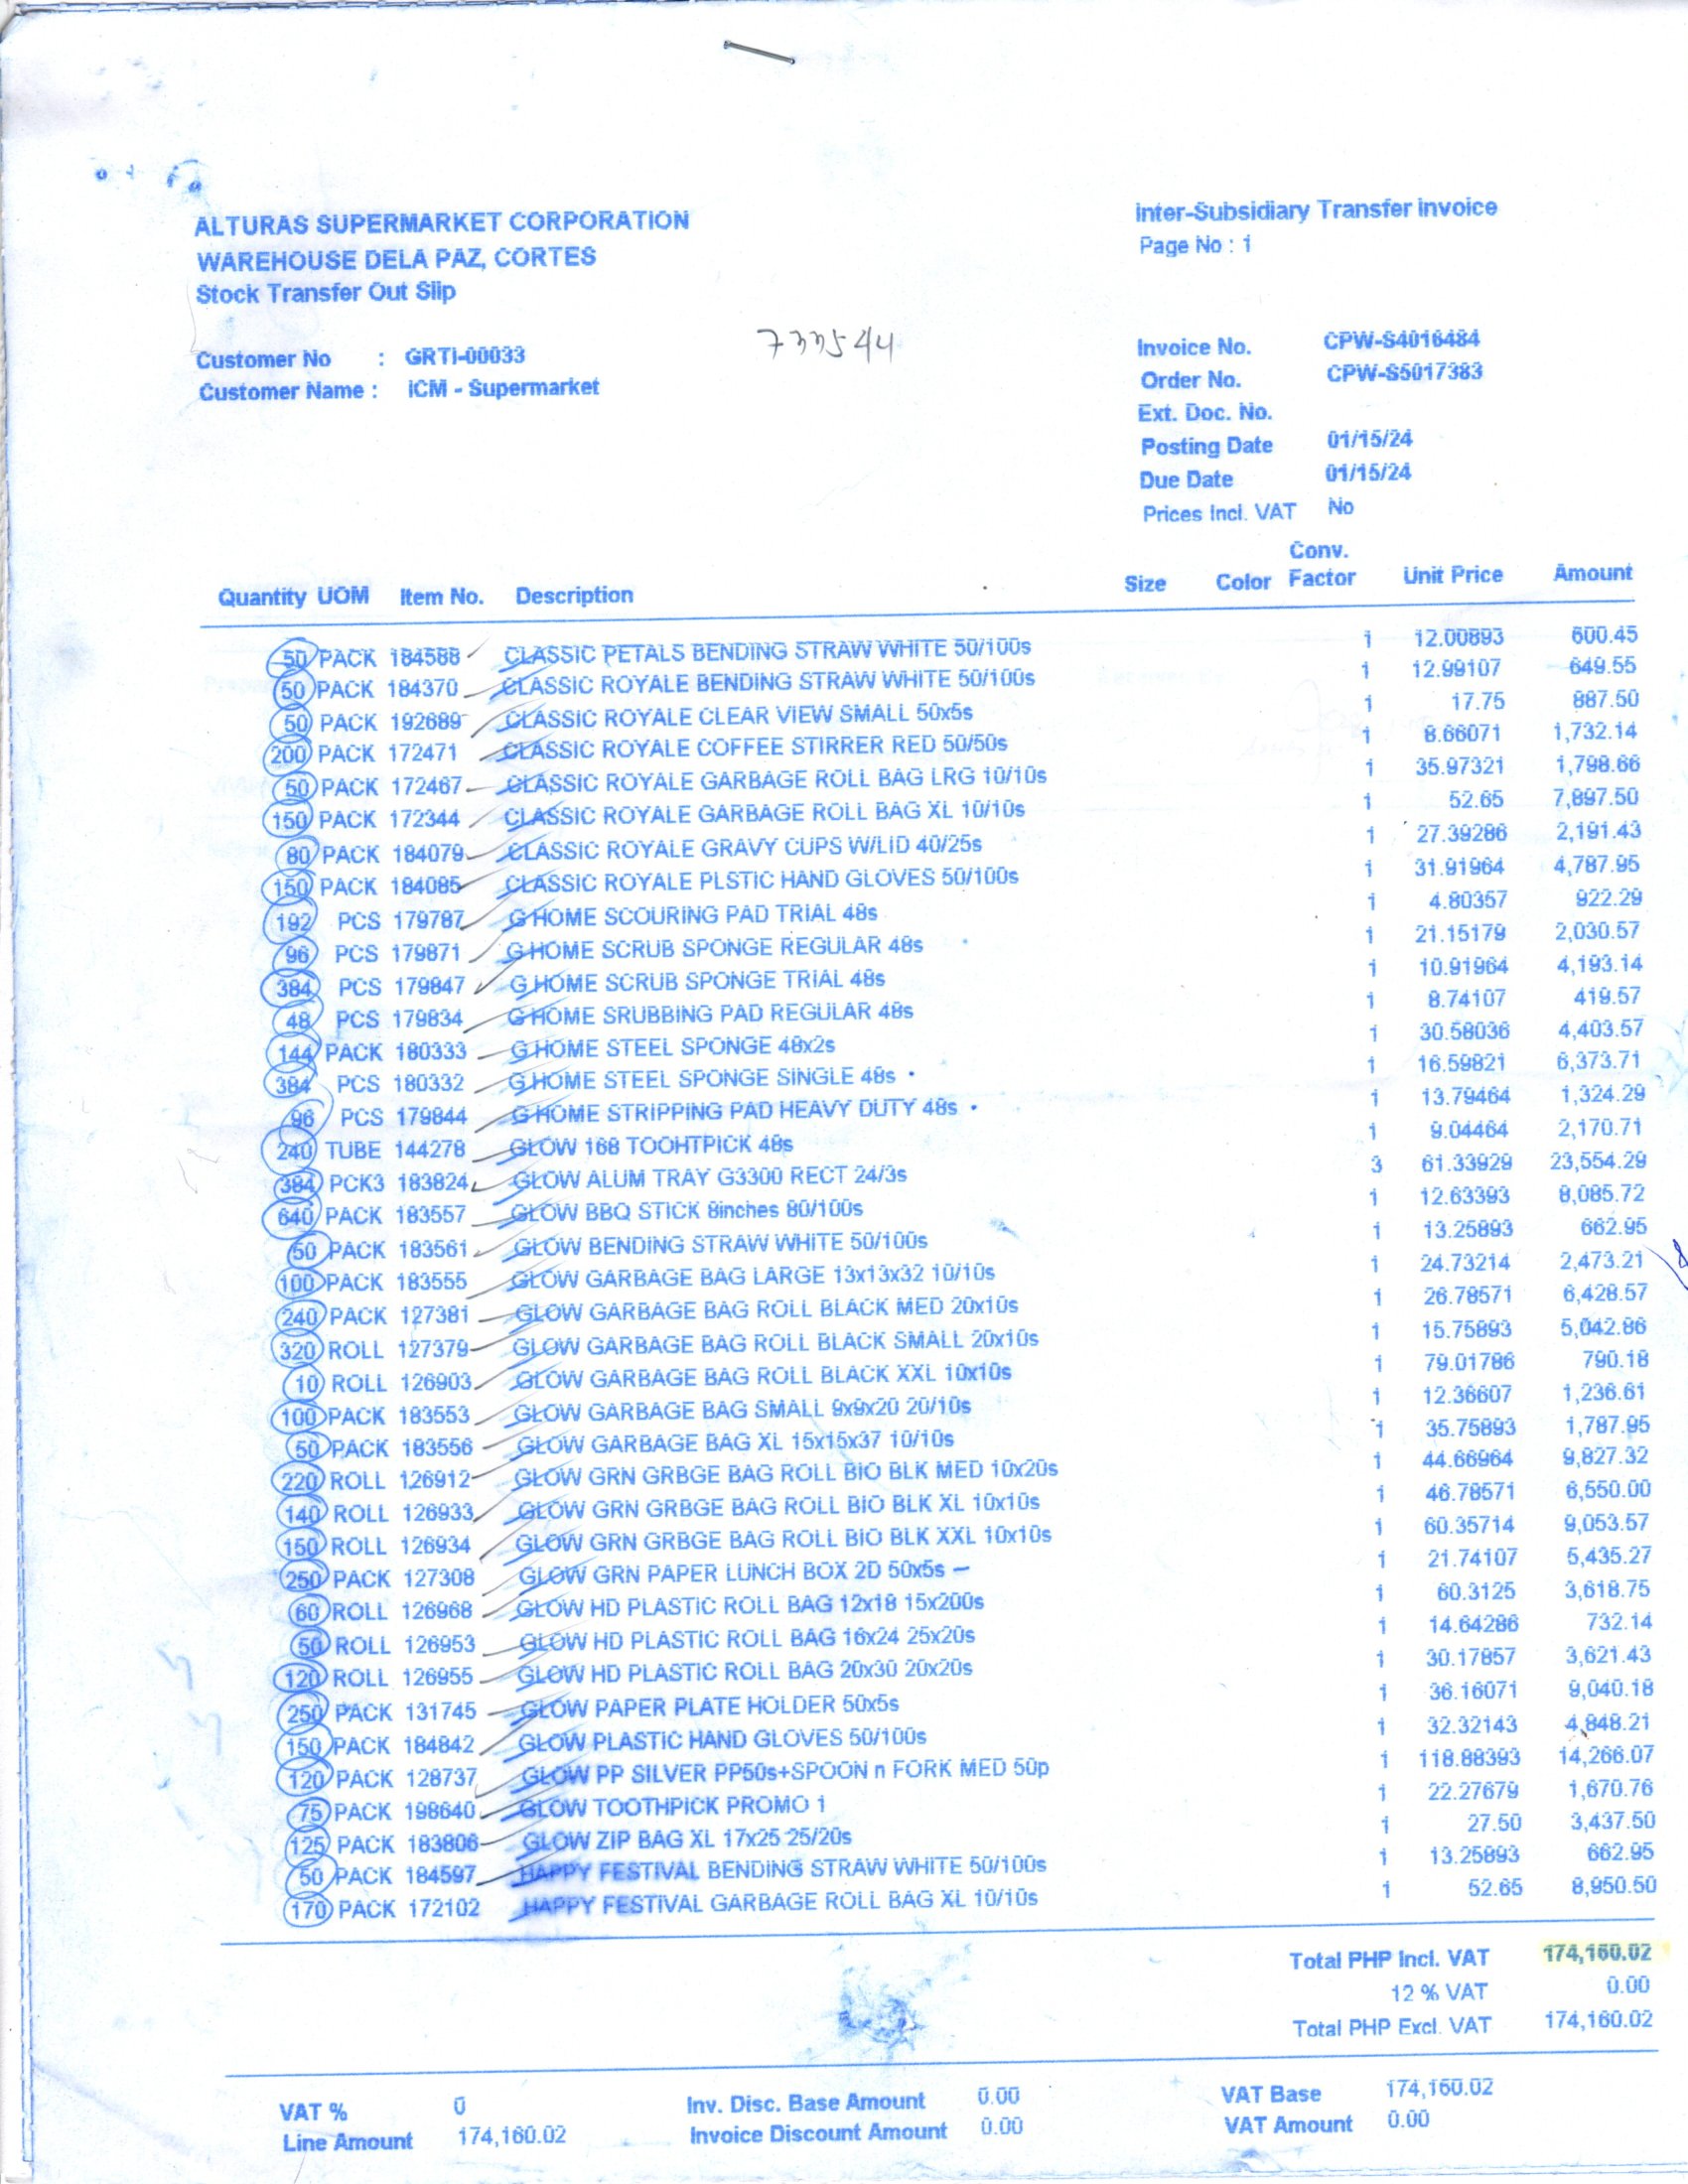 ALTURAS SUPERMARKET CORPORATION
WAREHOUSE DELA PAZ, CORTES
Stock Transfer Out Slip
Inter-Subsidiary Transfer Invoice
Page No : 1
733544
Customer No : GRTI-00033
Customer Name : ICM - Supermarket
Invoice No. CPW-S4016484
Order No. CPW-S5017383
Ext. Doc. No.
Posting Date 01/15/24
Due Date 01/15/24
Prices Incl. VAT No
Quantity UOM Item No. Description Size Color Conv. Factor Unit Price Amount
50 PACK 184588 CLASSIC PETALS BENDING STRAW WHITE 50/100s 1 12.00893 600.45
50 PACK 184370 CLASSIC ROYALE BENDING STRAW WHITE 50/100s 1 12.99107 649.55
50 PACK 192689 CLASSIC ROYALE CLEAR VIEW SMALL 50x5s 1 17.75 887.50
200 PACK 172471 CLASSIC ROYALE COFFEE STIRRER RED 50/50s 1 8.66071 1,732.14
50 PACK 172467 CLASSIC ROYALE GARBAGE ROLL BAG LRG 10/10s 1 35.97321 1,798.66
150 PACK 172344 CLASSIC ROYALE GARBAGE ROLL BAG XL 10/10s 1 52.65 7,897.50
80 PACK 184079 CLASSIC ROYALE GRAVY CUPS W/LID 40/25s 1 27.39286 2,191.43
150 PACK 184085 CLASSIC ROYALE PLSTIC HAND GLOVES 50/100s 1 31.91964 4,787.95
192 PCS 179787 G HOME SCOURING PAD TRIAL 48s 1 4.80357 922.29
96 PCS 179871 G HOME SCRUB SPONGE REGULAR 48s 1 21.15179 2,030.57
384 PCS 179847 G HOME SCRUB SPONGE TRIAL 48s 1 10.91964 4,193.14
48 PCS 179834 G HOME SRUBBING PAD REGULAR 48s 1 8.74107 419.57
144 PACK 180333 G HOME STEEL SPONGE 48x2s 1 30.58036 4,403.57
384 PCS 180332 G HOME STEEL SPONGE SINGLE 48s 1 16.59821 6,373.71
96 PCS 179844 G HOME STRIPPING PAD HEAVY DUTY 48s 1 13.79464 1,324.29
240 TUBE 144278 GLOW 168 TOOHTPICK 48s 1 9.04464 2,170.71
384 PCK3 183824 GLOW ALUM TRAY G3300 RECT 24/3s 3 61.33929 23,554.29
640 PACK 183557 GLOW BBQ STICK 8inches 80/100s 1 12.63393 8,085.72
50 PACK 183561 GLOW BENDING STRAW WHITE 50/100s 1 13.25893 662.95
100 PACK 183555 GLOW GARBAGE BAG LARGE 13x13x32 10/10s 1 24.73214 2,473.21
240 PACK 127381 GLOW GARBAGE BAG ROLL BLACK MED 20x10s 1 26.78571 6,428.57
320 ROLL 127379 GLOW GARBAGE BAG ROLL BLACK SMALL 20x10s 1 15.75893 5,042.86
10 ROLL 126903 GLOW GARBAGE BAG ROLL BLACK XXL 10x10s 1 79.01786 790.18
100 PACK 183553 GLOW GARBAGE BAG SMALL 9x9x20 20/10s 1 12.36607 1,236.61
50 PACK 183556 GLOW GARBAGE BAG XL 15x15x37 10/10s 1 35.75893 1,787.95
220 ROLL 126912 GLOW GRN GRBGE BAG ROLL BIO BLK MED 10x20s 1 44.66964 9,827.32
140 ROLL 126933 GLOW GRN GRBGE BAG ROLL BIO BLK XL 10x10s 1 46.78571 6,550.00
150 ROLL 126934 GLOW GRN GRBGE BAG ROLL BIO BLK XXL 10x10s 1 60.35714 9,053.57
250 PACK 127308 GLOW GRN PAPER LUNCH BOX 2D 50x5s 1 21.74107 5,435.27
60 ROLL 126968 GLOW HD PLASTIC ROLL BAG 12x18 15x200s 1 60.3125 3,618.75
50 ROLL 126953 GLOW HD PLASTIC ROLL BAG 16x24 25x20s 1 14.64286 732.14
120 ROLL 126955 GLOW HD PLASTIC ROLL BAG 20x30 20x20s 1 30.17857 3,621.43
250 PACK 131745 GLOW PAPER PLATE HOLDER 50x5s 1 36.16071 9,040.18
150 PACK 184842 GLOW PLASTIC HAND GLOVES 50/100s 1 32.32143 4,848.21
120 PACK 128737 GLOW PP SILVER PP50s+SPOON n FORK MED 50p 1 118.88393 14,266.07
75 PACK 198640 GLOW TOOTHPICK PROMO 1 1 22.27679 1,670.76
125 PACK 183806 GLOW ZIP BAG XL 17x25 25/20s 1 27.50 3,437.50
50 PACK 184597 HAPPY FESTIVAL BENDING STRAW WHITE 50/100s 1 13.25893 662.95
170 PACK 172102 HAPPY FESTIVAL GARBAGE ROLL BAG XL 10/10s 1 52.65 8,950.50
Total PHP Incl. VAT 174,160.02
12 % VAT 0.00
Total PHP Excl. VAT 174,160.02
VAT % 0 Inv. Disc. Base Amount 0.00 VAT Base 174,160.02
Line Amount 174,160.02 Invoice Discount Amount 0.00 VAT Amount 0.00